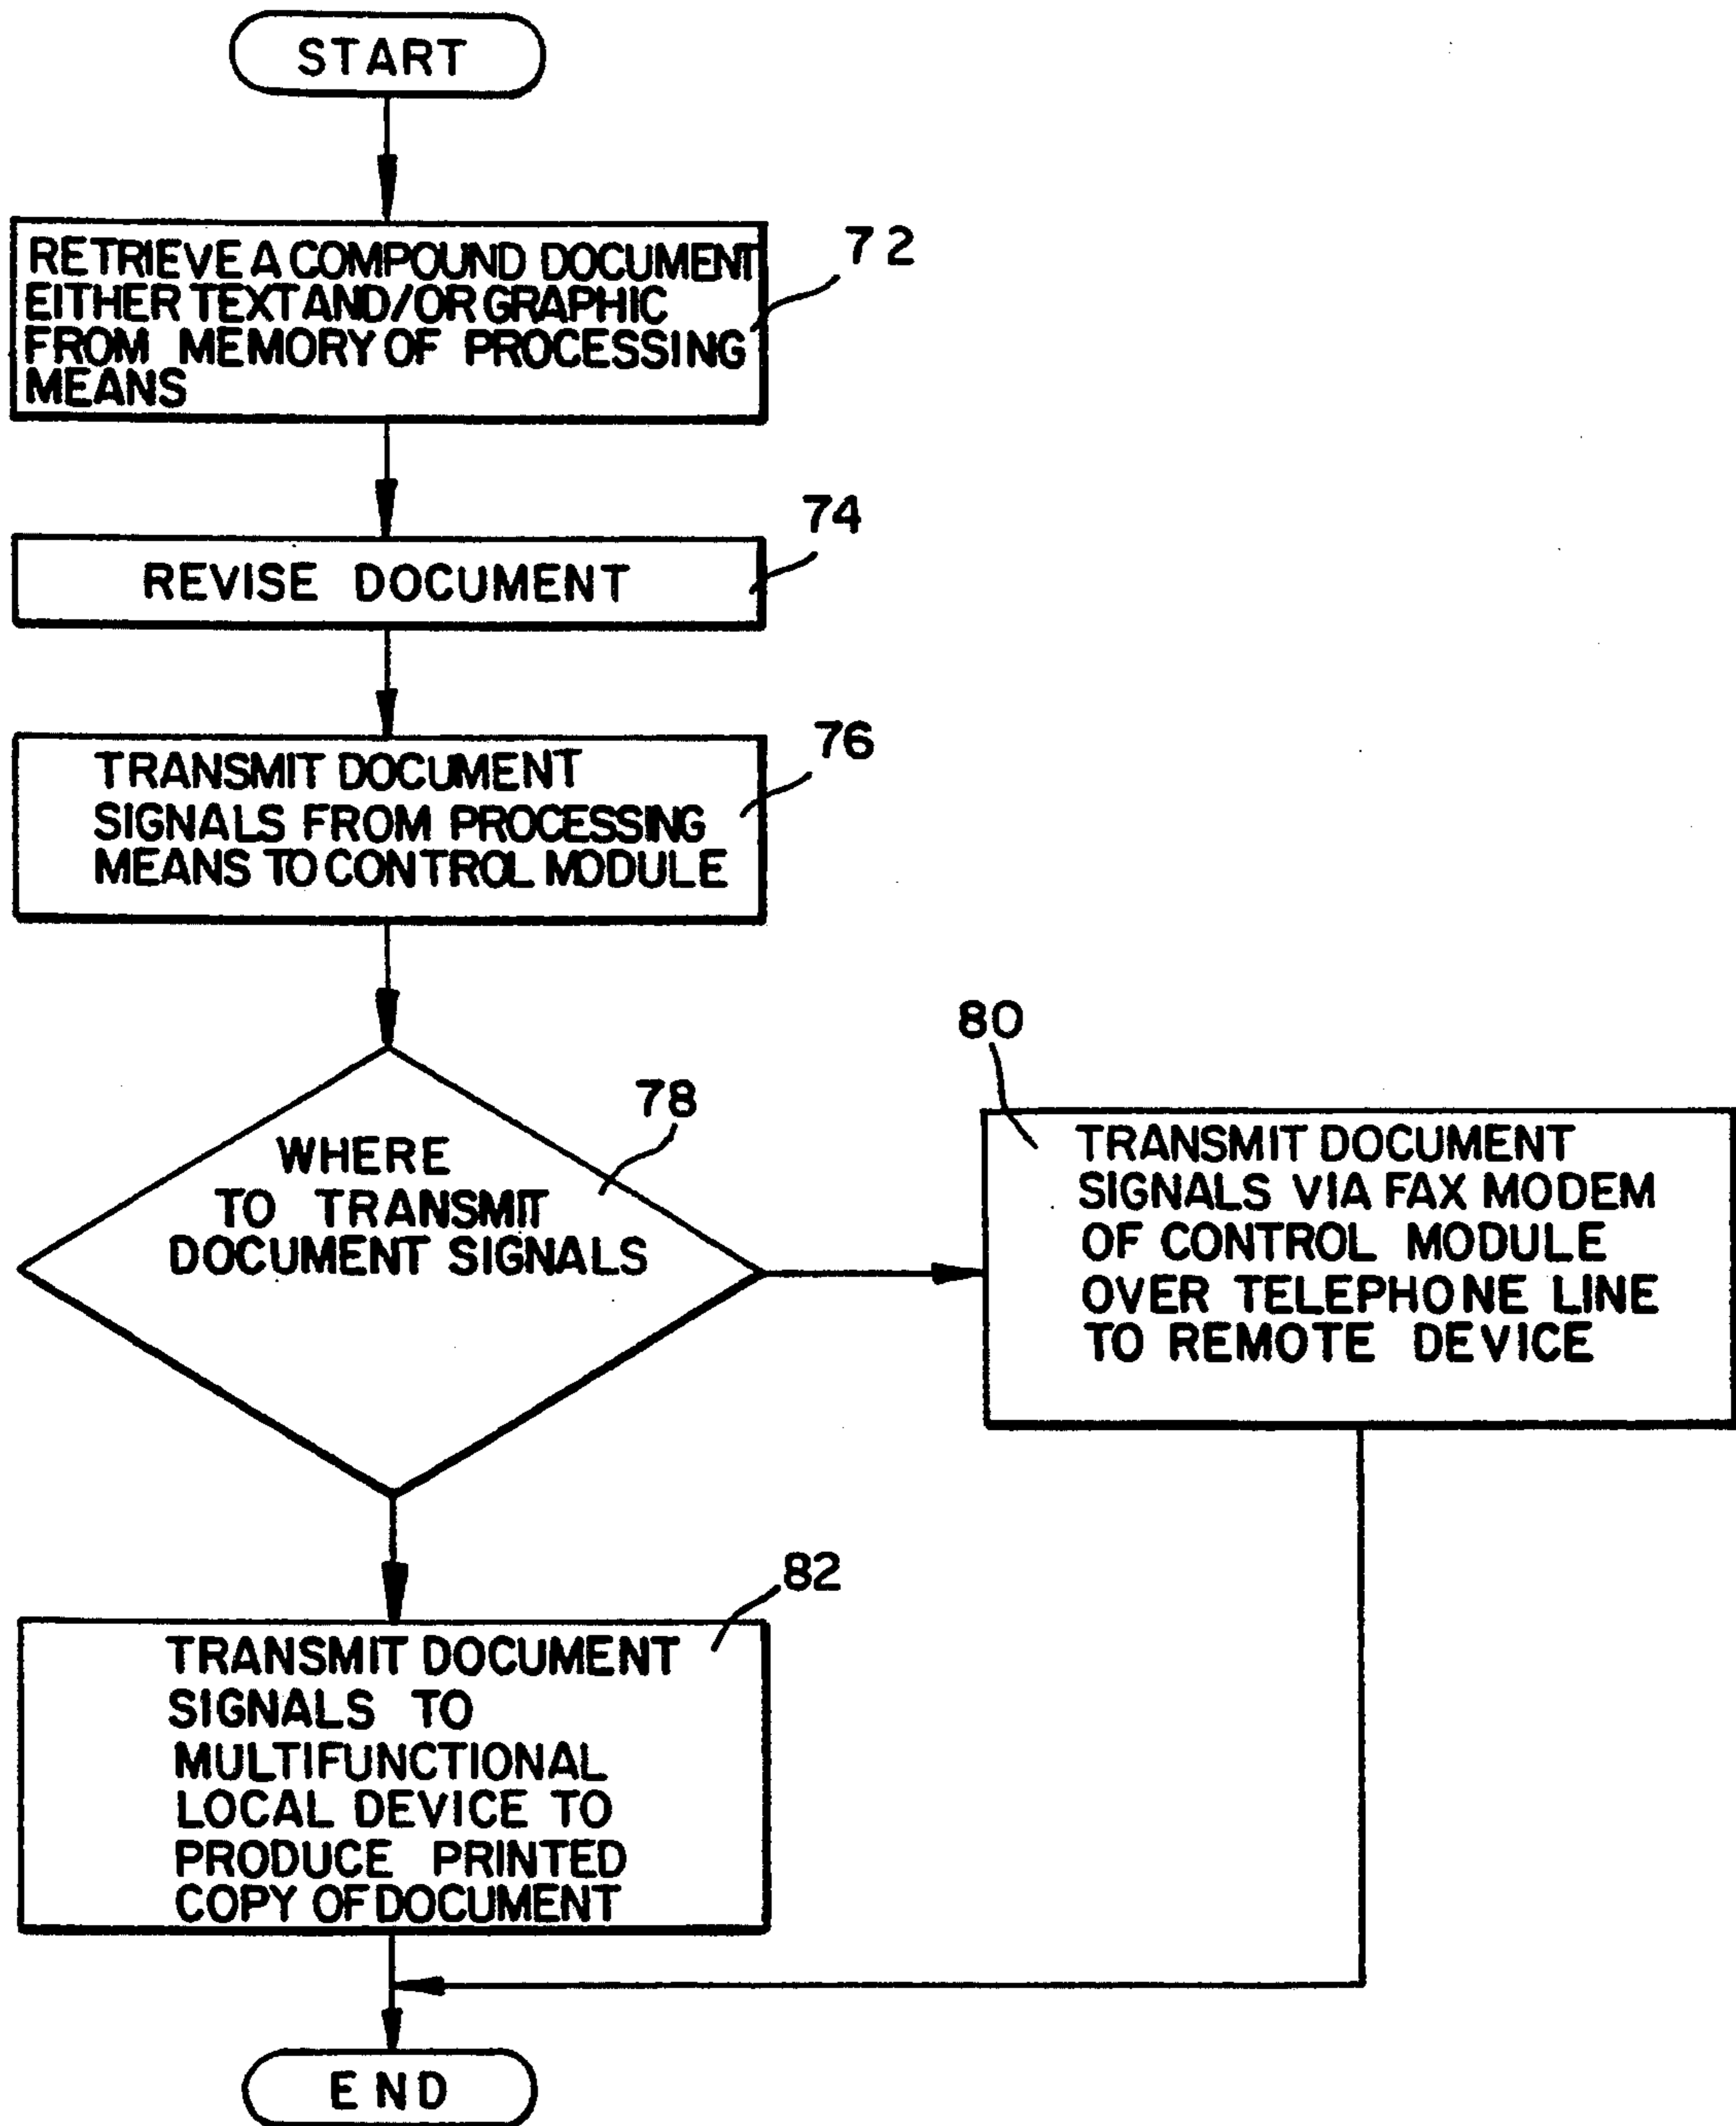 START
72
RETRIEVE A COMPOUND DOCUMENT
EITHER TEXT AND/OR GRAPHIC
FROM MEMORY OF PROCESSING
MEANS
74
REVISE DOCUMENT
76
TRANSMIT DOCUMENT
SIGNALS FROM PROCESSING
MEANS TO CONTROL MODULE
78
WHERE
TO TRANSMIT
DOCUMENT SIGNALS
80
TRANSMIT DOCUMENT
SIGNALS VIA FAX MODEM
OF CONTROL MODULE
OVER TELEPHONE LINE
TO REMOTE DEVICE
82
TRANSMIT DOCUMENT
SIGNALS TO
MULTIFUNCTIONAL
LOCAL DEVICE TO
PRODUCE PRINTED
COPY OF DOCUMENT
END